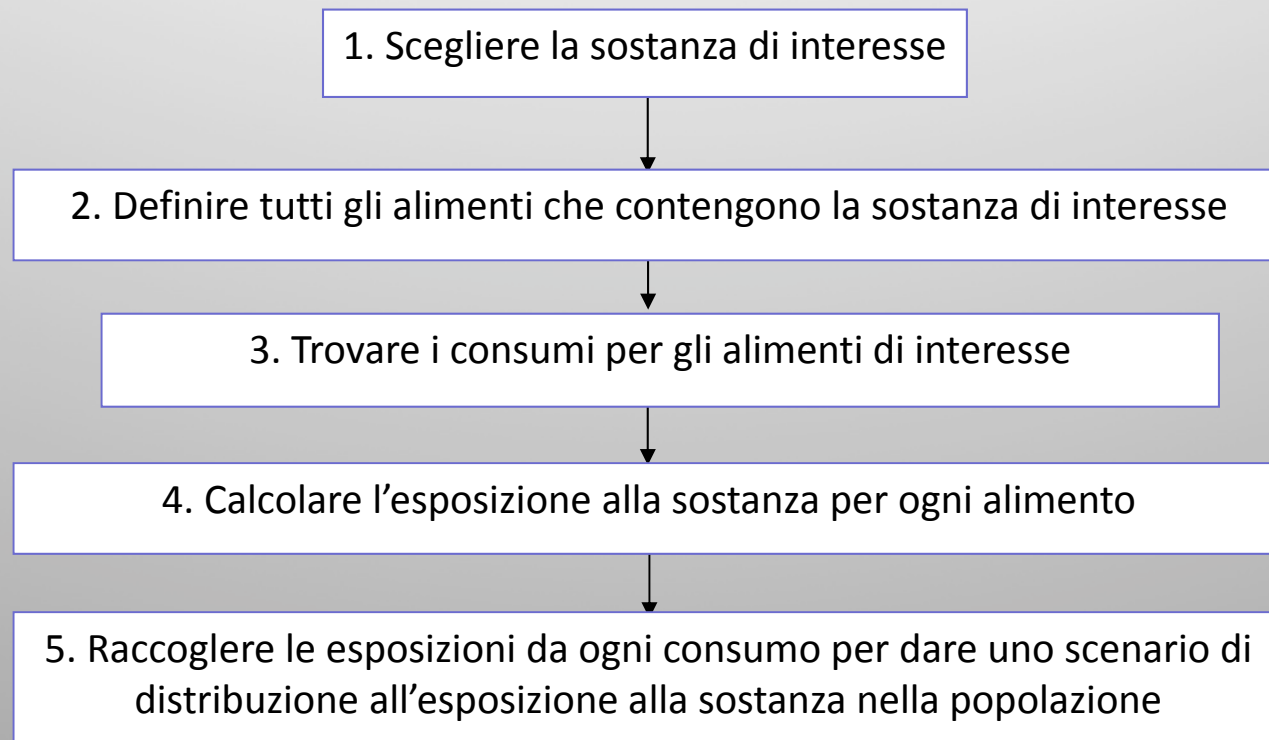 1. Scegliere la sostanza di interesse
2. Definire tutti gli alimenti che contengono la sostanza di interesse
3. Trovare i consumi per gli alimenti di interesse
4. Calcolare l’esposizione alla sostanza per ogni alimento
5. Raccoglere le esposizioni da ogni consumo per dare uno scenario di
distribuzione all’esposizione alla sostanza nella popolazione